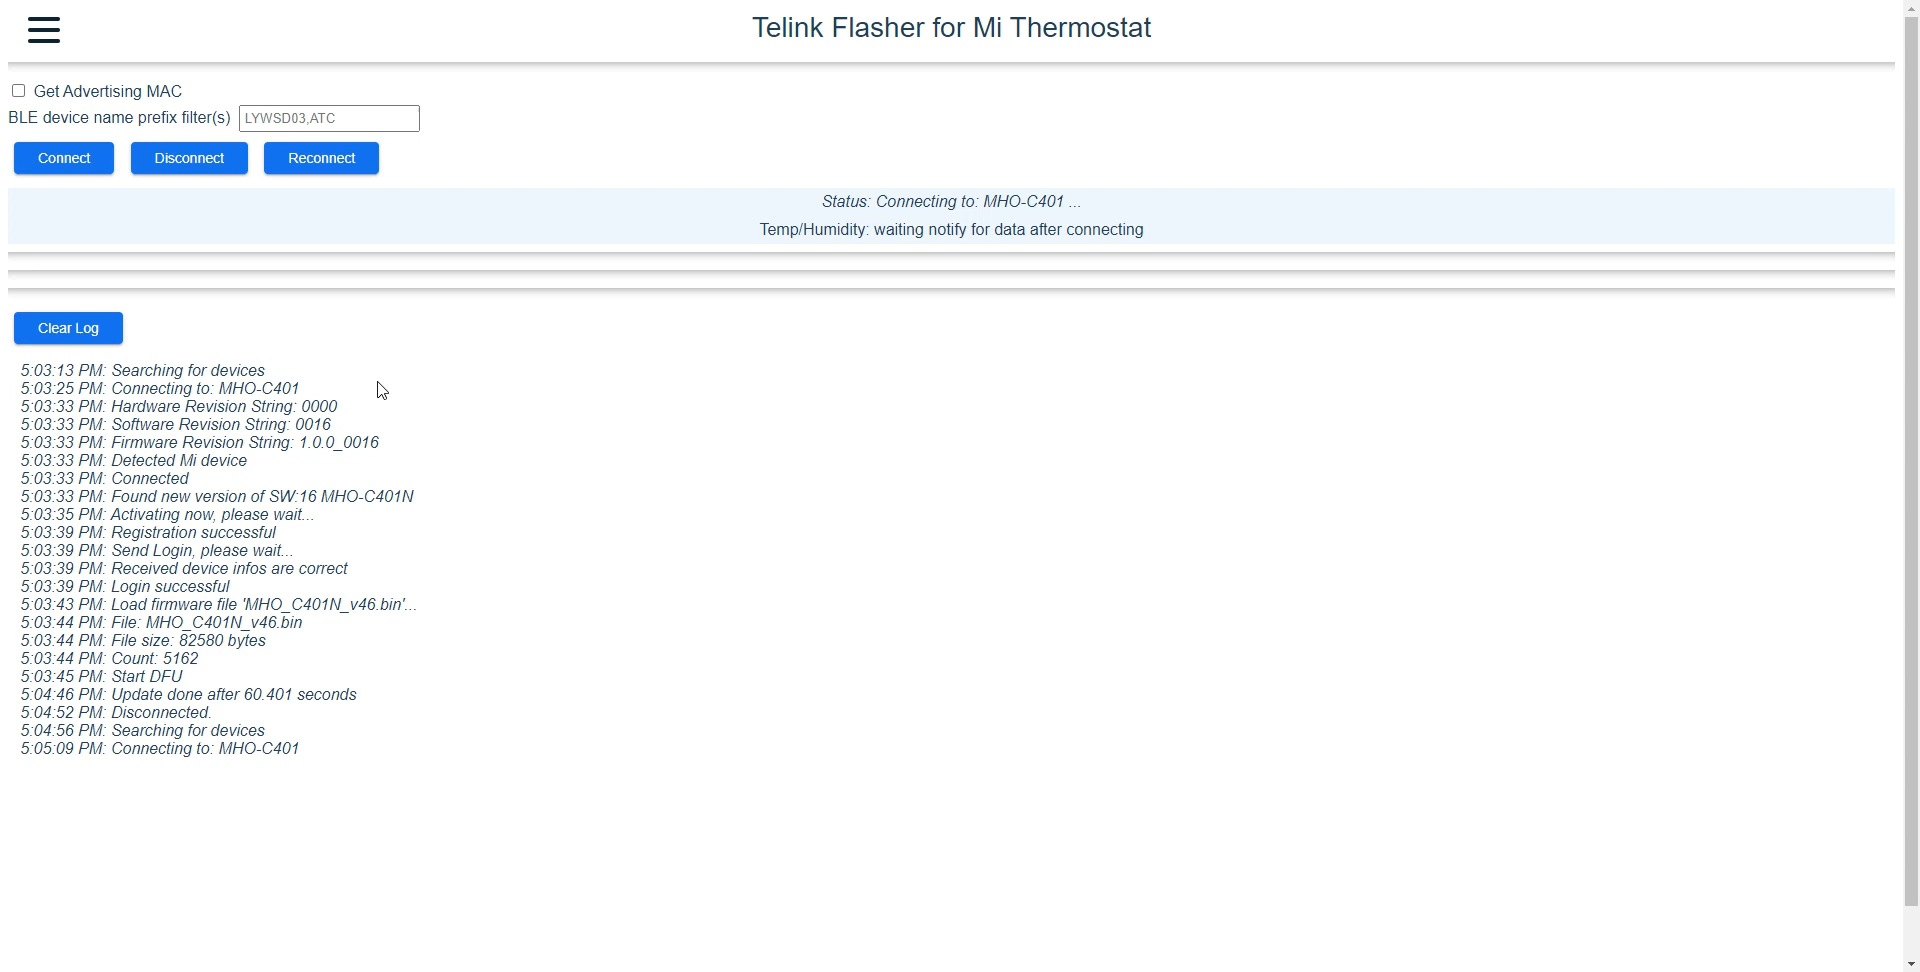 Telink Flasher for Mi Thermostat
Get Advertising MAC
BLE device name prefix filter(s) LYWSD03,ATC
Connect Disconnect Reconnect
Status: Connecting to: MHO-C401 ...
Temp/Humidity: waiting notify for data after connecting
Clear Log
5:03:13 PM: Searching for devices
5:03:25 PM: Connecting to: MHO-C401
5:03:33 PM: Hardware Revision String: 0000
5:03:33 PM: Software Revision String: 0016
5:03:33 PM: Firmware Revision String: 1.0.0_0016
5:03:33 PM: Detected Mi device
5:03:33 PM: Connected
5:03:33 PM: Found new version of SW:16 MHO-C401N
5:03:35 PM: Activating now, please wait...
5:03:39 PM: Registration successful
5:03:39 PM: Send Login, please wait...
5:03:39 PM: Received device infos are correct
5:03:39 PM: Login successful
5:03:43 PM: Load firmware file 'MHO_C401N_v46.bin'...
5:03:44 PM: File: MHO_C401N_v46.bin
5:03:44 PM: File size: 82580 bytes
5:03:44 PM: Count: 5162
5:03:45 PM: Start DFU
5:04:46 PM: Update done after 60.401 seconds
5:04:52 PM: Disconnected.
5:04:56 PM: Searching for devices
5:05:09 PM: Connecting to: MHO-C401